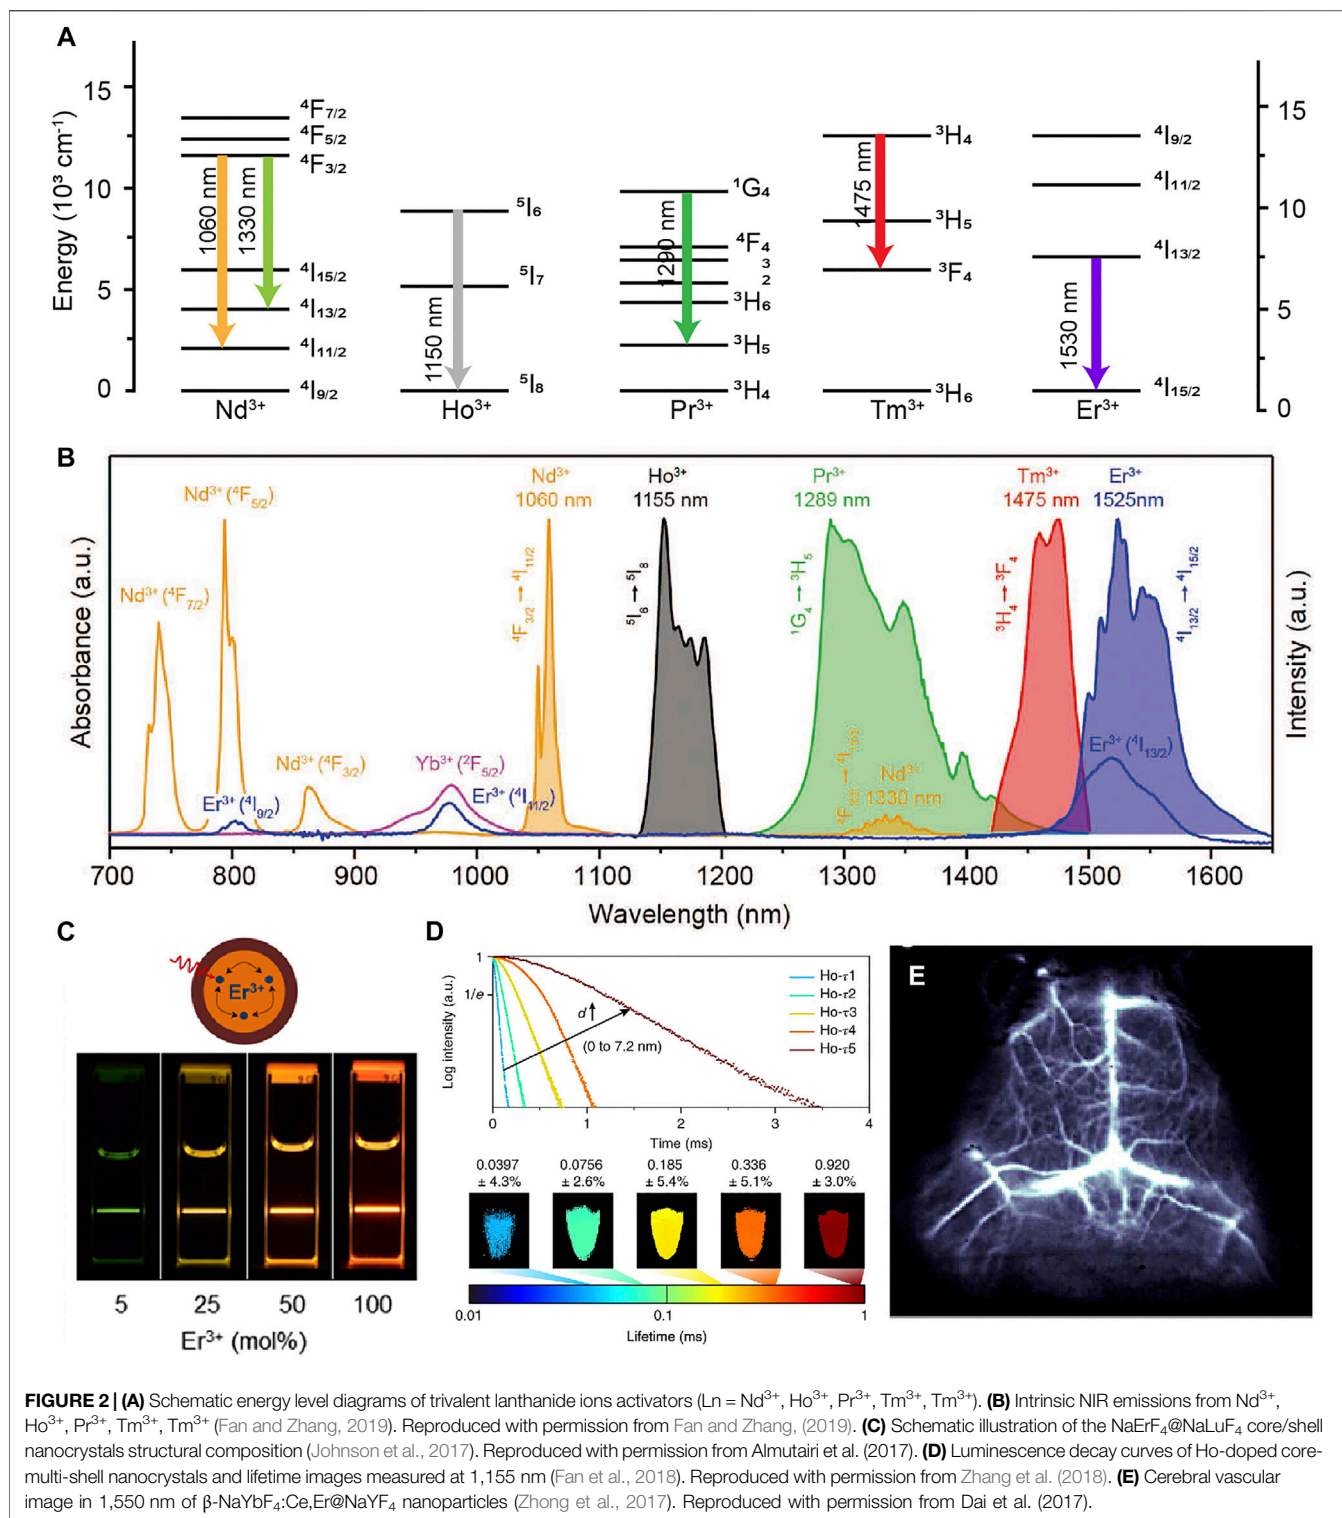 A
Energy (10³ cm⁻¹)
15
10
5
0
⁴F₇/₂
⁴F₅/₂
⁴F₃/₂
1060 nm
1330 nm
⁴I₁₅/₂
⁴I₁₃/₂
⁴I₁₁/₂
⁴I₉/₂
Nd³⁺
⁵I₆
⁵I₇
1150 nm
⁵I₈
Ho³⁺
¹G₄
1290 nm
⁴F₄
3
2
³H₆
³H₅
³H₄
Pr³⁺
³H₄
1475 nm
³H₅
³F₄
³H₆
Tm³⁺
⁴I₉/₂
⁴I₁₁/₂
⁴I₁₃/₂
1530 nm
⁴I₁₅/₂
Er³⁺
15
10
5
0
B
Absorbance (a.u.)
Intensity (a.u.)
Nd³⁺ (⁴F₅/₂)
Nd³⁺ (⁴F₇/₂)
Er³⁺ (⁴I₉/₂)
Nd³⁺ (⁴F₃/₂)
Yb³⁺ (²F₅/₂)
Er³⁺ (⁴I₁₁/₂)
Nd³⁺
1060 nm
⁴F₃/₂ → ⁴I₁₁/₂
Ho³⁺
1155 nm
⁵I₆ → ⁵I₈
Pr³⁺
1289 nm
¹G₄ → ³H₅
Nd³⁺
1330 nm
Tm³⁺
1475 nm
³H₄ → ³F₄
Er³⁺
1525nm
⁴I₁₃/₂ → ⁴I₁₅/₂
Er³⁺ (⁴I₁₃/₂)
700 800 900 1000 1100 1200 1300 1400 1500 1600
Wavelength (nm)
C
Er³⁺
5 25 50 100
Er³⁺ (mol%)
D
Log intensity (a.u.)
1
1/e
d
(0 to 7.2 nm)
Ho-τ1
Ho-τ2
Ho-τ3
Ho-τ4
Ho-τ5
0 1 2 3 4
Time (ms)
0.0397 0.0756 0.185 0.336 0.920
± 4.3% ± 2.6% ± 5.4% ± 5.1% ± 3.0%
0.01 0.1 1
Lifetime (ms)
E
FIGURE 2 | (A) Schematic energy level diagrams of trivalent lanthanide ions activators (Ln = Nd³⁺, Ho³⁺, Pr³⁺, Tm³⁺, Tm³⁺). (B) Intrinsic NIR emissions from Nd³⁺,
Ho³⁺, Pr³⁺, Tm³⁺, Tm³⁺ (Fan and Zhang, 2019). Reproduced with permission from Fan and Zhang, (2019). (C) Schematic illustration of the NaErF₄@NaLuF₄ core/shell
nanocrystals structural composition (Johnson et al., 2017). Reproduced with permission from Almutairi et al. (2017). (D) Luminescence decay curves of Ho-doped core-
multi-shell nanocrystals and lifetime images measured at 1,155 nm (Fan et al., 2018). Reproduced with permission from Zhang et al. (2018). (E) Cerebral vascular
image in 1,550 nm of β-NaYbF₄:Ce,Er@NaYF₄ nanoparticles (Zhong et al., 2017). Reproduced with permission from Dai et al. (2017).